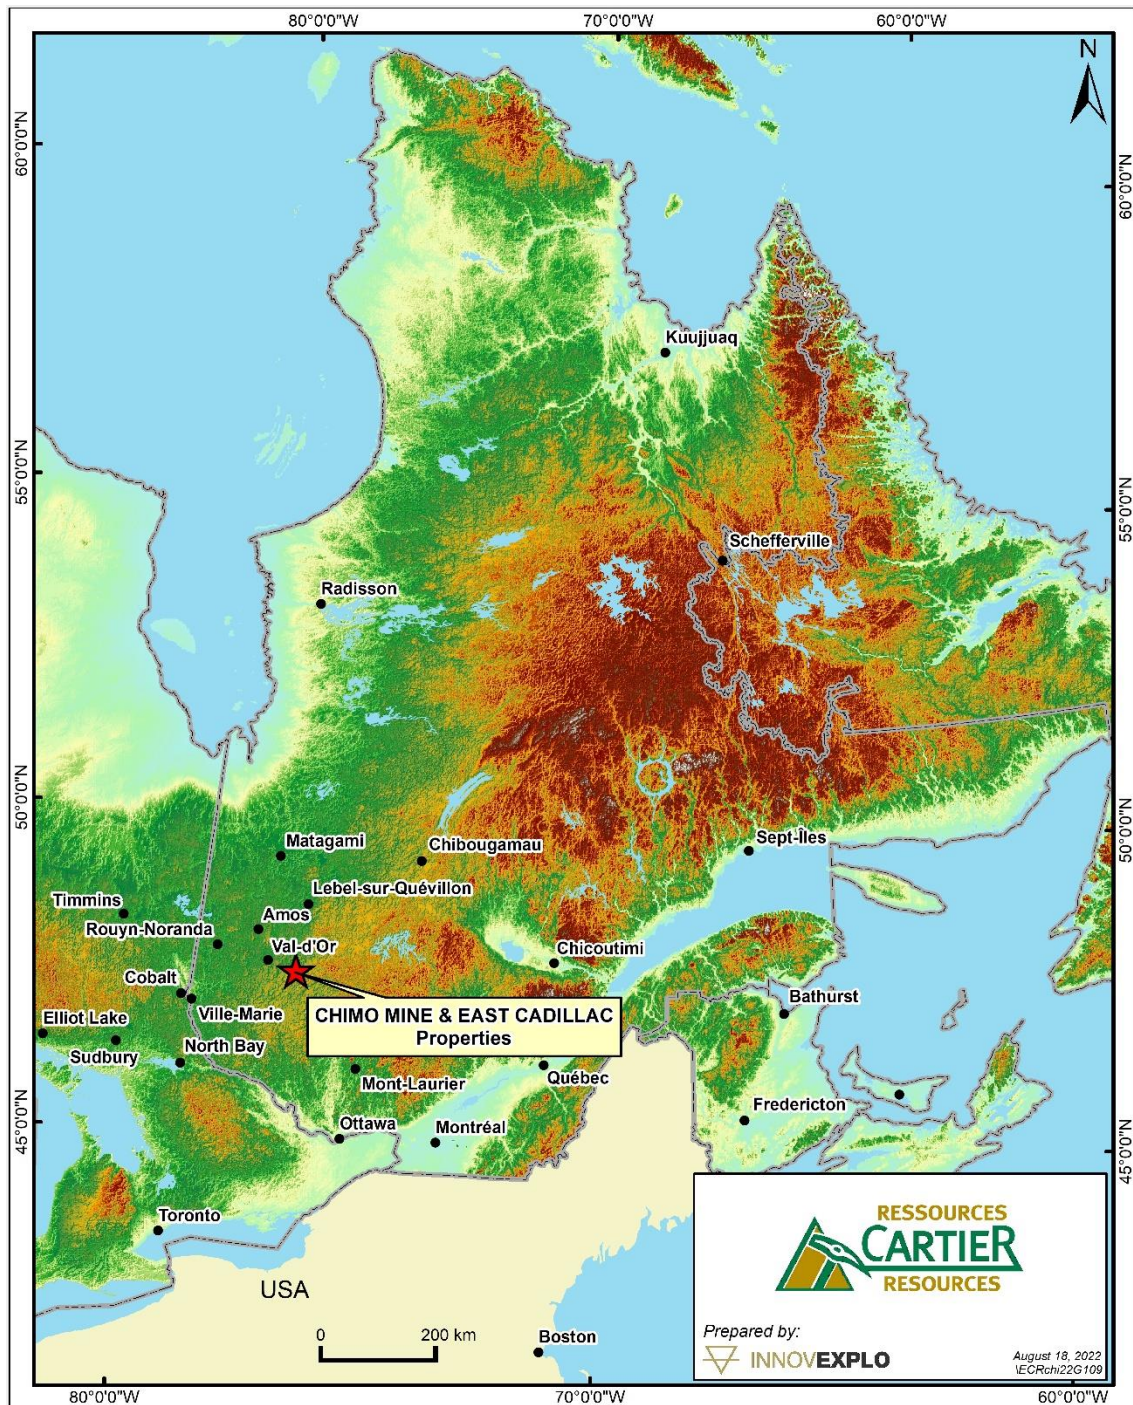 80°0'0"W
70°0'0"W
60°0'0"W
N
60°0'0"N
60°0'0"N
Kuujjuaq
55°0'0"N
55°0'0"N
Schefferville
Radisson
50°0'0"N
50°0'0"N
Sept-Îles
Matagami
Chibougamau
Lebel-sur-Quévillon
Timmins
Amos
Rouyn-Noranda
Val-d'Or
Chicoutimi
Cobalt
Ville-Marie
Bathurst
CHIMO MINE & EAST CADILLAC
Properties
Elliot Lake
Sudbury
North Bay
Mont-Laurier
Québec
Fredericton
45°0'0"N
45°0'0"N
Ottawa
Montréal
Toronto
USA
0 200 km
Boston
RESSOURCES
CARTIER
RESOURCES
Prepared by:
INNOVEXPLO
August 18, 2022
\ECRchi22G109
80°0'0"W
70°0'0"W
60°0'0"W